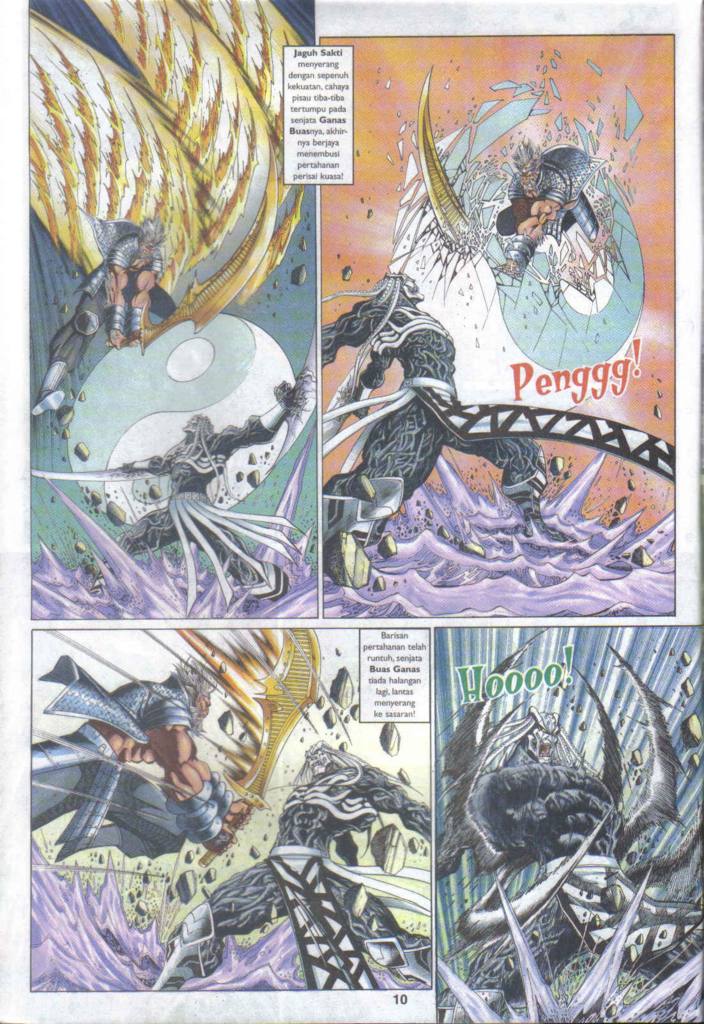 Jaguh Sakti
menyerang
dengan sepenuh
kekuatan, cahaya
pisau tiba-tiba
tertumpu pada
senjata Ganas
Buasnya, akhir-
nya berjaya
menembusi
pertahanan
perisai kuasa!
Penggg!
Barisan
pertahanan telah
runtuh, senjata
Buas Ganas
tiada halangan
lagi, lantas
menyerang
ke sasaran!
Hoooo!
10